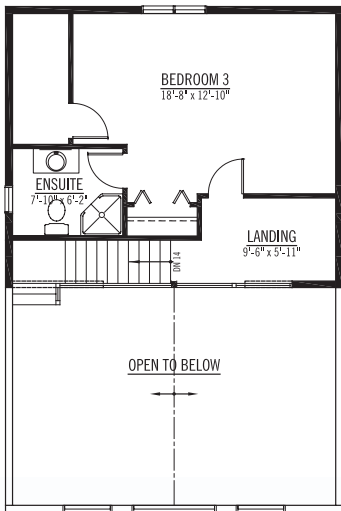 BEDROOM 3
18'-8" x 12'-10"
ENSUITE
7'-10" x 6'-2"
LANDING
9'-6" x 5'-11"
DN 14
OPEN TO BELOW